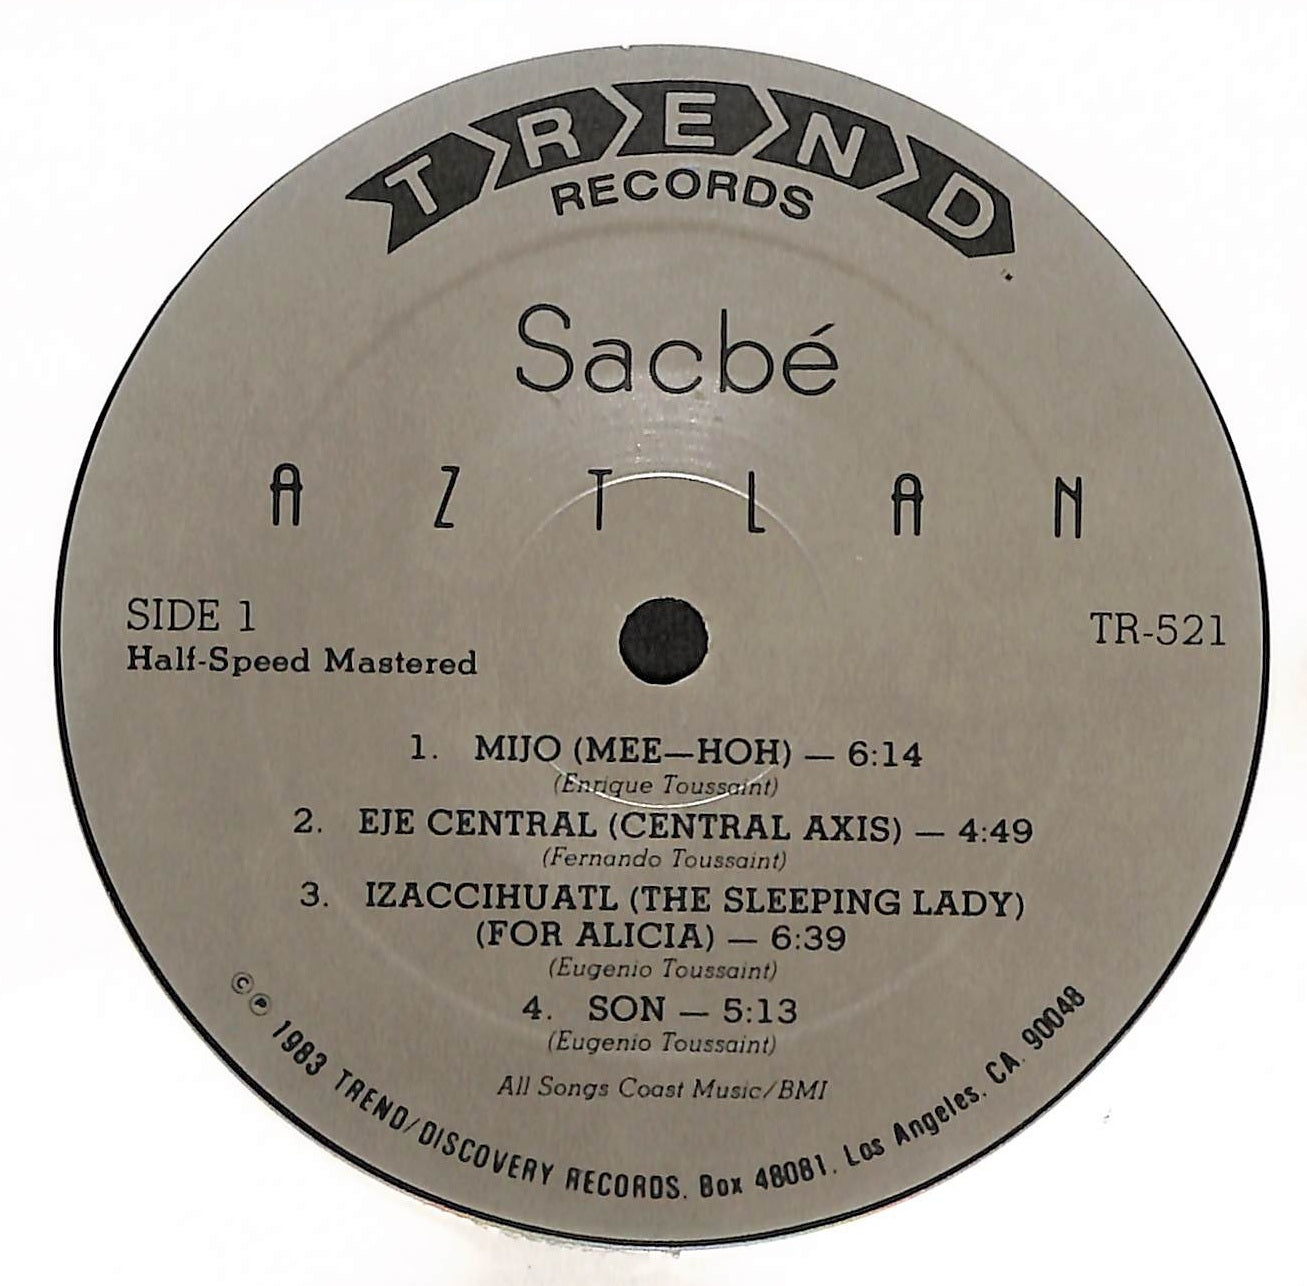 TREND
RECORDS
Sacbé
AZTLAN
SIDE 1
Half-Speed Mastered
TR-521
1. MIJO (MEE—HOH) — 6:14
(Enrique Toussaint)
2. EJE CENTRAL (CENTRAL AXIS) — 4:49
(Fernando Toussaint)
3. IZACCIHUATL (THE SLEEPING LADY)
(FOR ALICIA) — 6:39
(Eugenio Toussaint)
4. SON — 5:13
(Eugenio Toussaint)
All Songs Coast Music/BMI
© ℗ 1983 TREND/DISCOVERY RECORDS. Box 48081. Los Angeles. CA. 90048